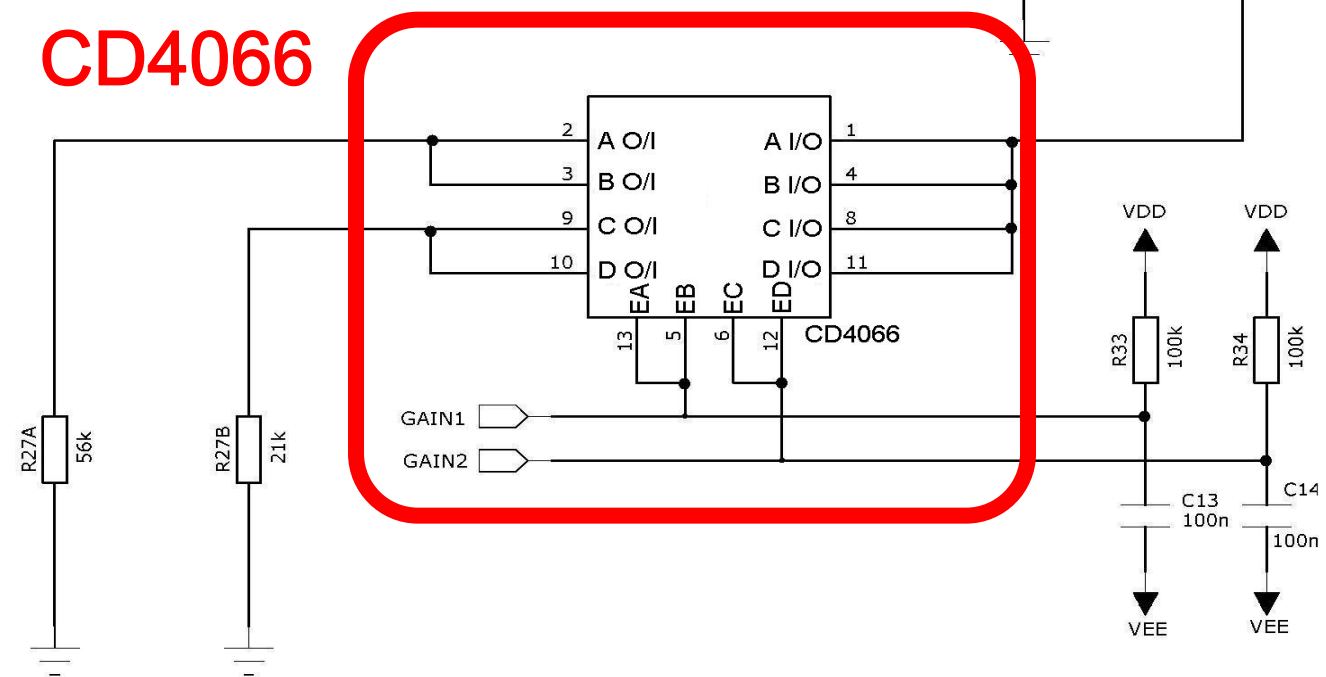 CD4066
2 A O/I A I/O 1
3 B O/I B I/O 4
9 C O/I C I/O 8
10 D O/I D I/O 11
EA EB EC ED
13 5 6 12
CD4066
VDD VDD
R33 100k R34 100k
GAIN1
GAIN2
R27A 56k R27B 21k
C13
100n
C14
100n
VEE VEE